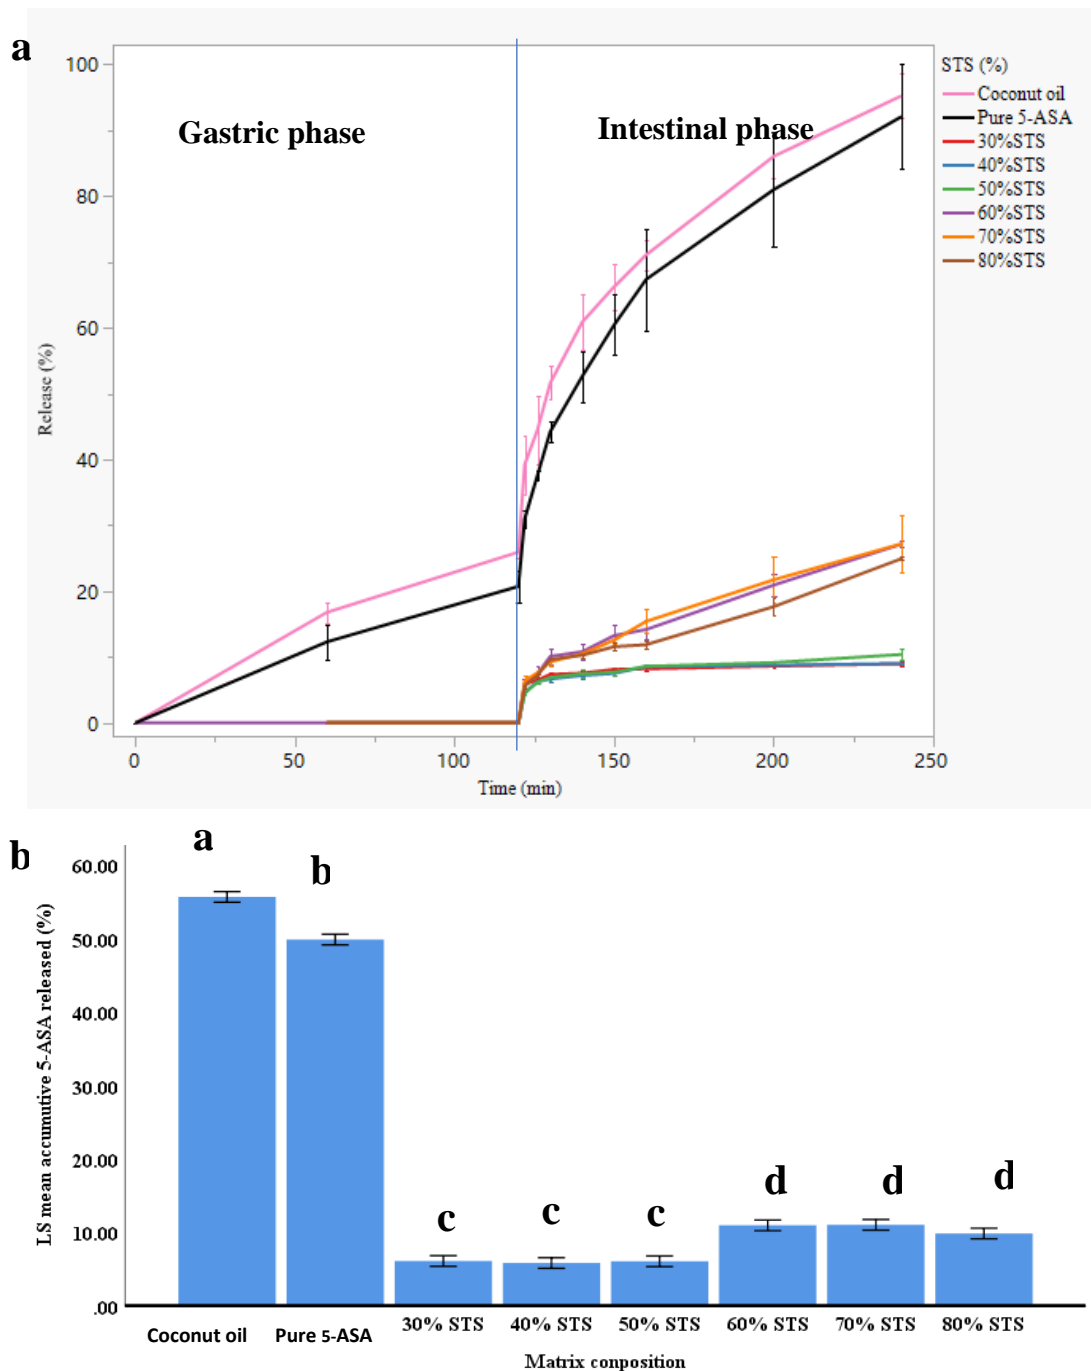 a
100
80
60
40
20
0
Release (%)
Gastric phase
Intestinal phase
0 50 100 150 200 250
Time (min)
STS (%)
Coconut oil
Pure 5-ASA
30%STS
40%STS
50%STS
60%STS
70%STS
80%STS
b
LS mean accumutive 5-ASA released (%)
60.00
50.00
40.00
30.00
20.00
10.00
.00
a
b
c
c
c
d
d
d
Coconut oil Pure 5-ASA 30% STS 40% STS 50% STS 60% STS 70% STS 80% STS
Matrix conposition